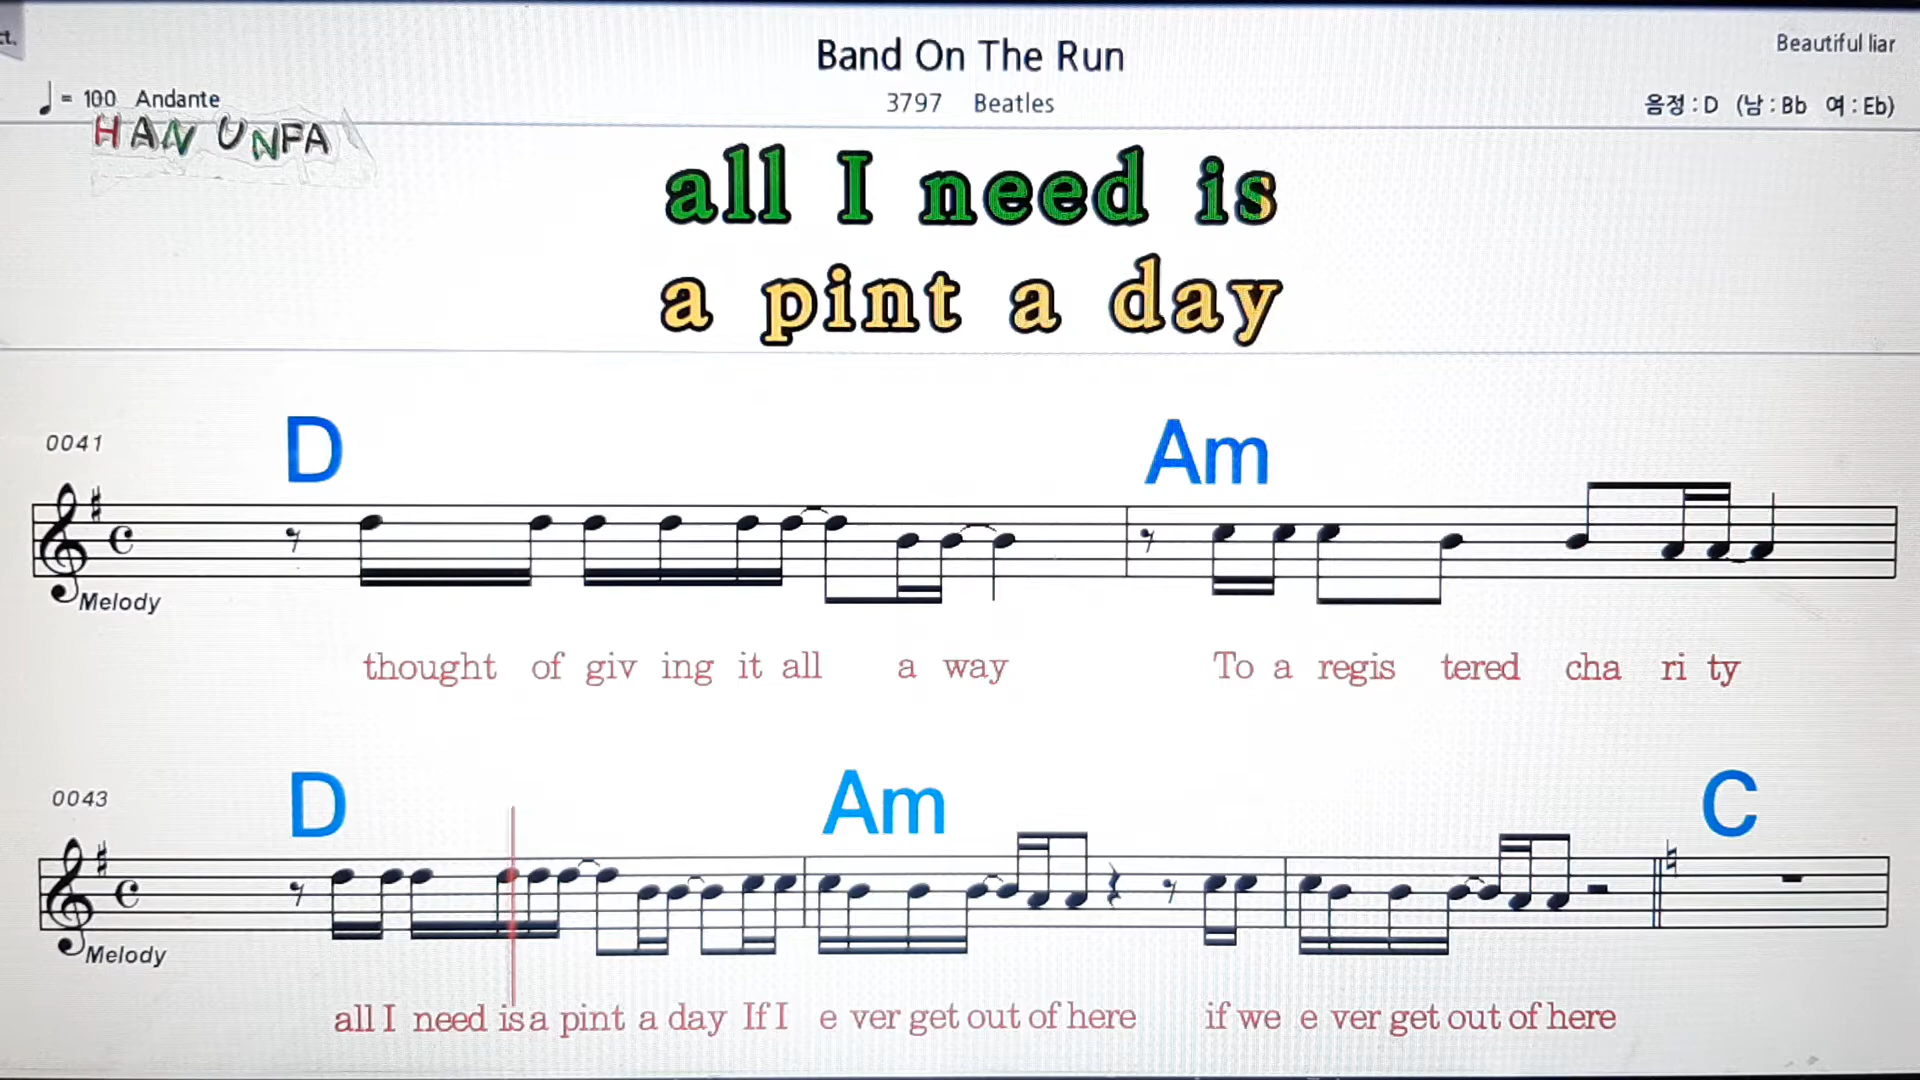 ct.
Band On The Run
Beautiful liar
♩ = 100 Andante
3797 Beatles
음정 : D (남 : Bb 여 : Eb)
HAN UNFA
all I need is
a pint a day
0041
D Am
Melody
thought of giv ing it all a way To a regis tered cha ri ty
0043
D Am C
Melody
all I need is a pint a day If I e ver get out of here if we e ver get out of here